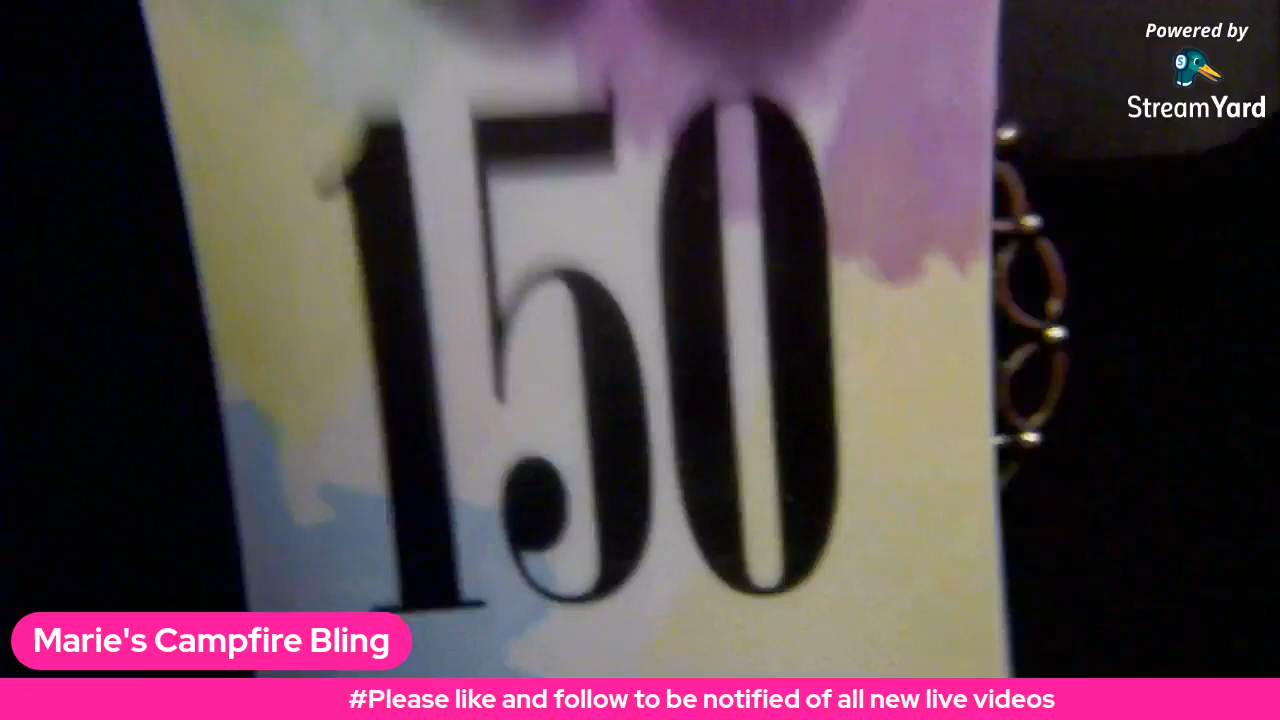 Powered by
StreamYard
150
Marie's Campfire Bling
#Please like and follow to be notified of all new live videos